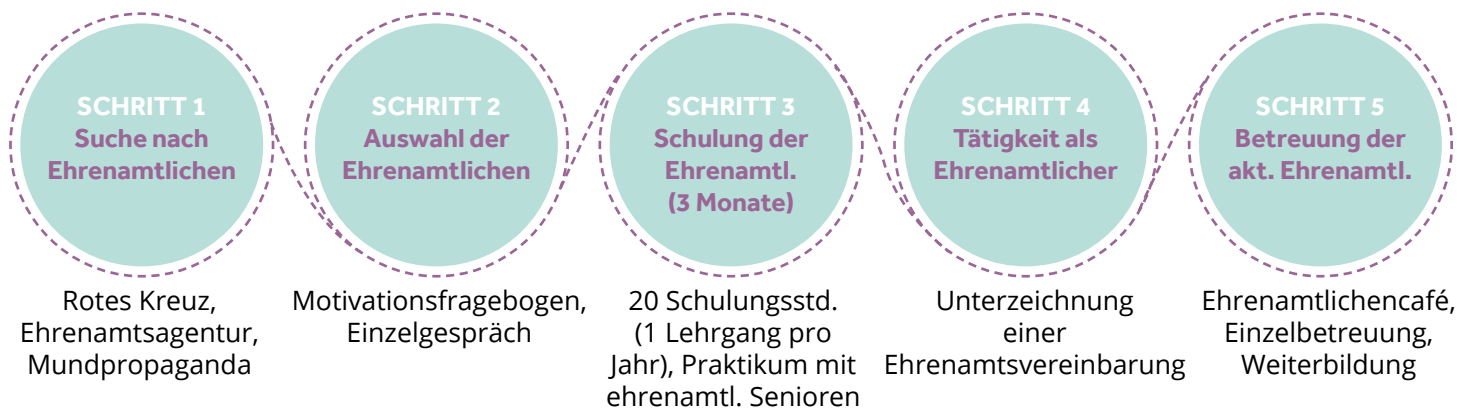 SCHRITT 1
Suche nach
Ehrenamtlichen
Rotes Kreuz,
Ehrenamtsagentur,
Mundpropaganda
SCHRITT 2
Auswahl der
Ehrenamtlichen
Motivationsfragebogen,
Einzelgespräch
SCHRITT 3
Schulung der
Ehrenamtl.
(3 Monate)
20 Schulungsstd.
(1 Lehrgang pro
Jahr), Praktikum mit
ehrenamtl. Senioren
SCHRITT 4
Tätigkeit als
Ehrenamtlicher
Unterzeichnung
einer
Ehrenamtsvereinbarung
SCHRITT 5
Betreuung der
akt. Ehrenamtl.
Ehrenamtlichencafé,
Einzelbetreuung,
Weiterbildung